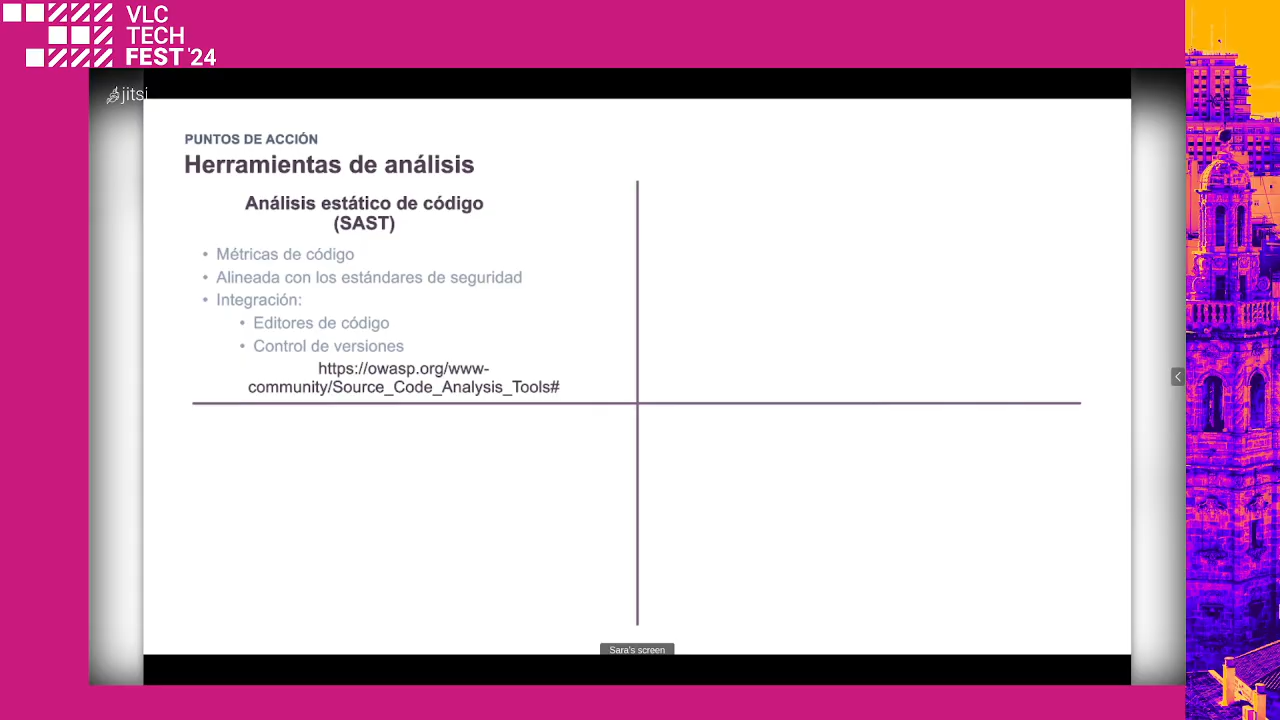 VLC
TECH
FEST '24
jitsi
PUNTOS DE ACCIÓN
Herramientas de análisis
Análisis estático de código
(SAST)
• Métricas de código
• Alineada con los estándares de seguridad
• Integración:
• Editores de código
• Control de versiones
https://owasp.org/www-
community/Source_Code_Analysis_Tools#
Sara's screen